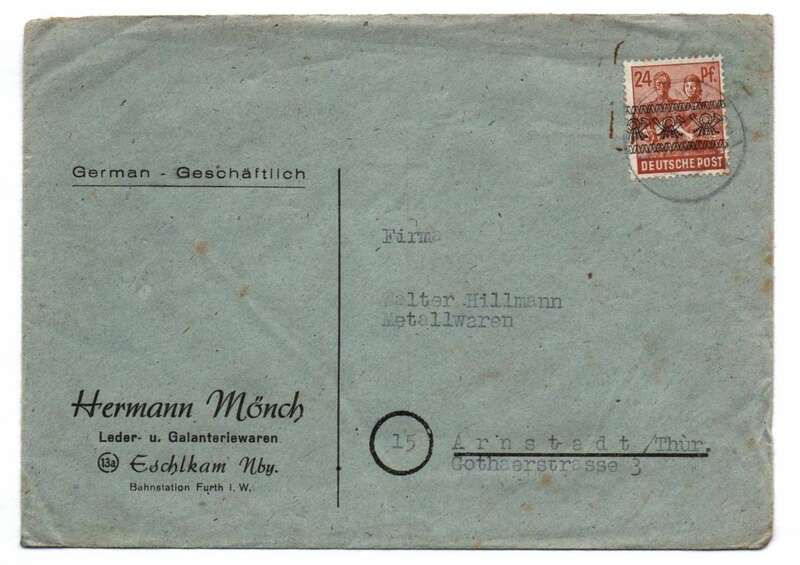 24 Pf.
DEUTSCHE POST
German - Geschäftlich
Firma
Walter Hillmann
Metallwaren
Hermann Mönch
Leder- u. Galanteriewaren
13a Eschlkam Nby.
Bahnstation Furth i. W.
15 Arnstadt/Thür.
Gothaerstrasse 3